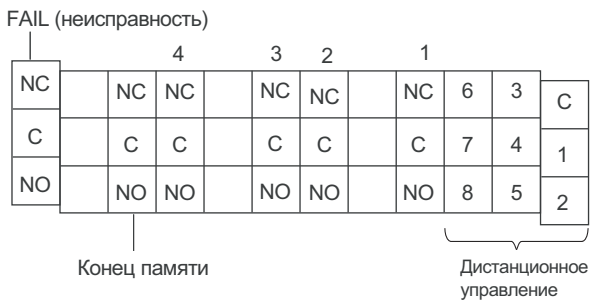 FAIL (неисправность)
4 3 2 1
NC NC NC NC NC NC 6 3 C
C C C C C C 7 4 1
NO NO NO NO NO NO 8 5 2
Конец памяти
Дистанционное
управление